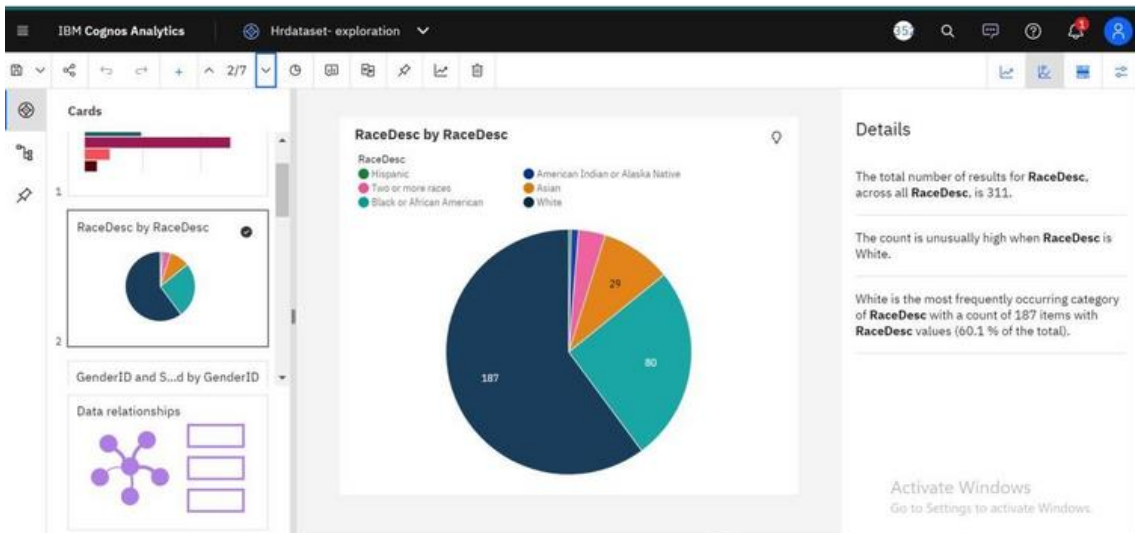 IBM Cognos Analytics
Hrdataset- exploration
1
2/7
Cards
1
RaceDesc by RaceDesc
2
GenderID and S...d by GenderID
Data relationships
RaceDesc by RaceDesc
RaceDesc
Hispanic
American Indian or Alaska Native
Two or more races
Asian
Black or African American
White
29
80
187
Details
The total number of results for RaceDesc,
across all RaceDesc, is 311.
The count is unusually high when RaceDesc is
White.
White is the most frequently occurring category
of RaceDesc with a count of 187 items with
RaceDesc values (60.1 % of the total).
Activate Windows
Go to Settings to activate Windows.